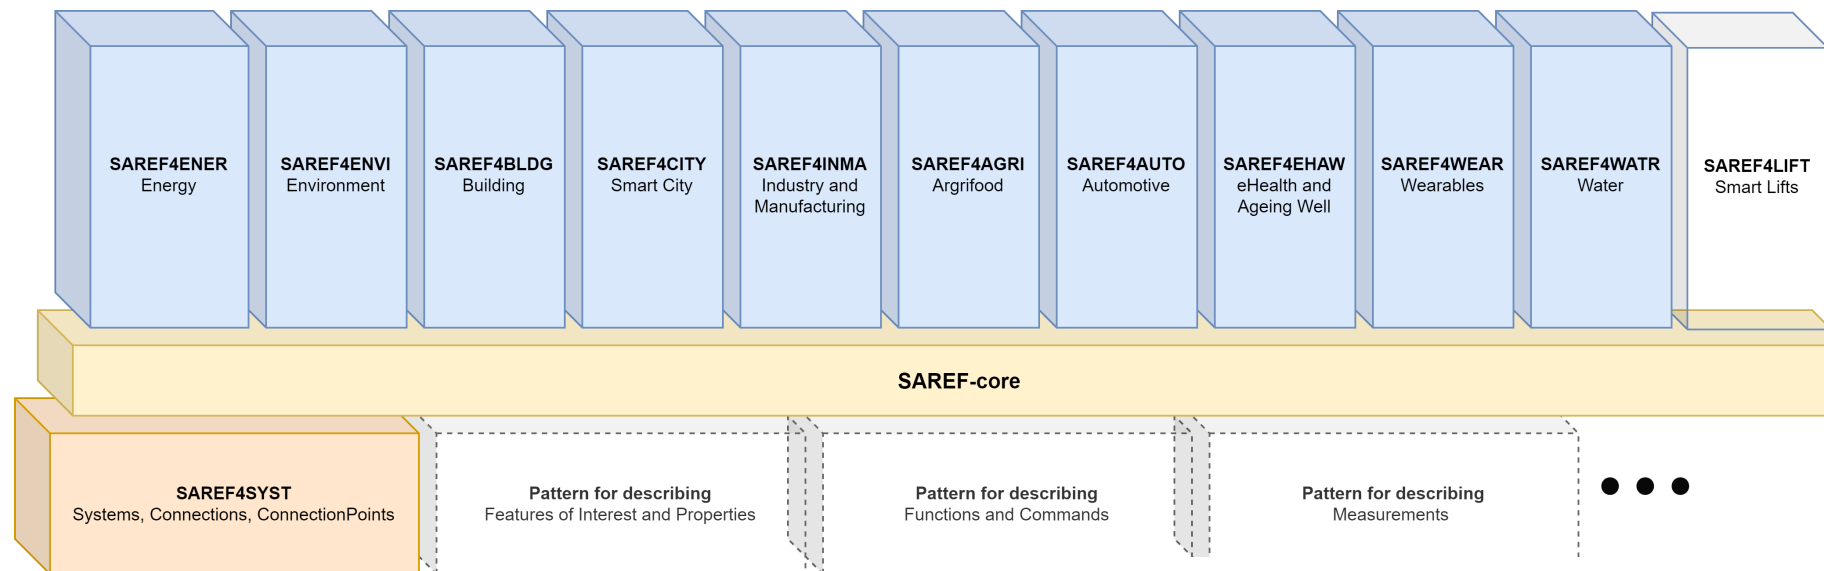 SAREF4ENER
Energy
SAREF4ENVI
Environment
SAREF4BLDG
Building
SAREF4CITY
Smart City
SAREF4INMA
Industry and
Manufacturing
SAREF4AGRI
Argrifood
SAREF4AUTO
Automotive
SAREF4EHAW
eHealth and
Ageing Well
SAREF4WEAR
Wearables
SAREF4WATR
Water
SAREF4LIFT
Smart Lifts
SAREF-core
SAREF4SYST
Systems, Connections, ConnectionPoints
Pattern for describing
Features of Interest and Properties
Pattern for describing
Functions and Commands
Pattern for describing
Measurements